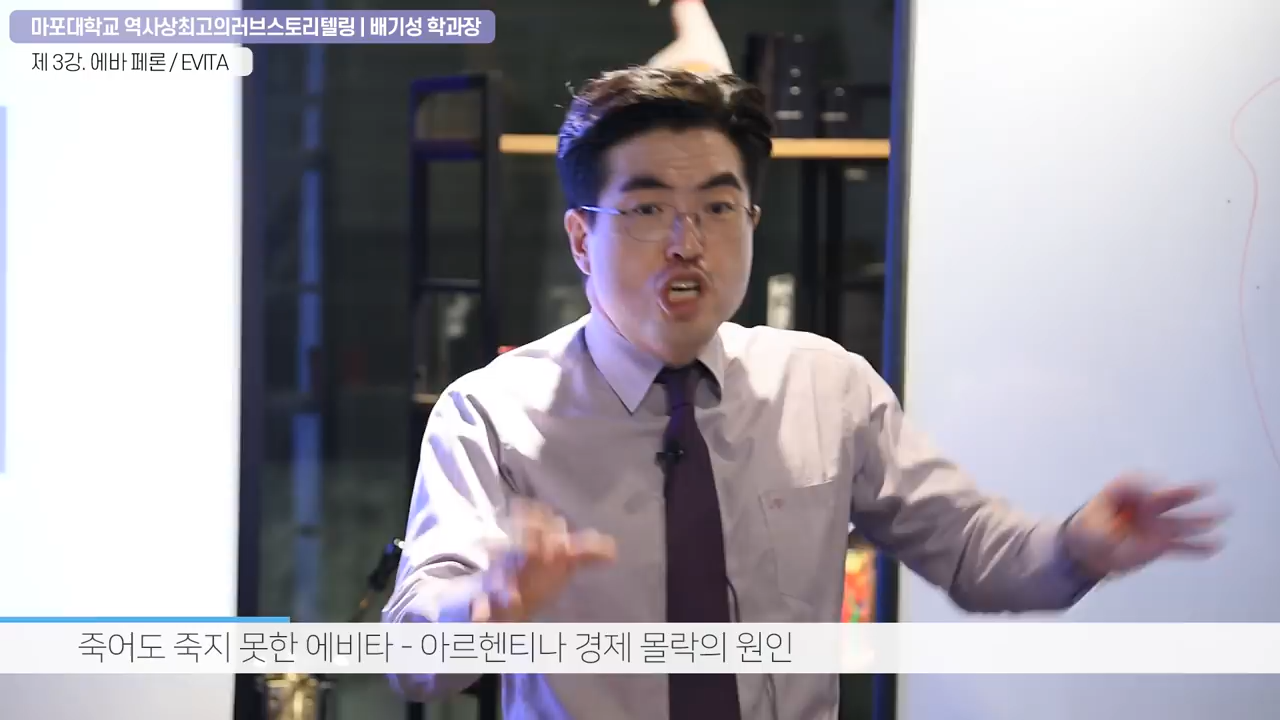 마포대학교 역사상최고의러브스토리텔링 | 배기성 학과장
제 3강. 에바 페론 / EVITA
죽어도 죽지 못한 에비타 - 아르헨티나 경제 몰락의 원인